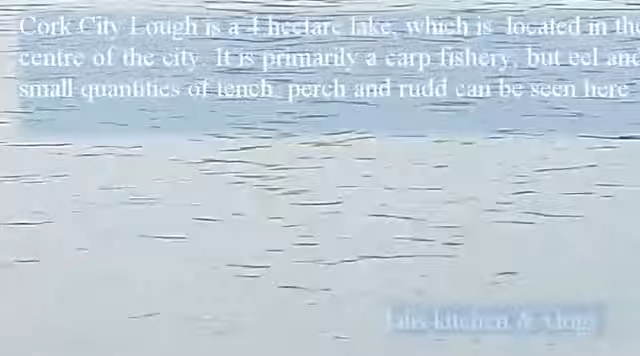 Cork City Lough is a 4 hectare lake, which is located in the
centre of the city. It is primarily a carp fishery, but eel and
small quantities of tench, perch and rudd can be seen here
kitchen & vlogs